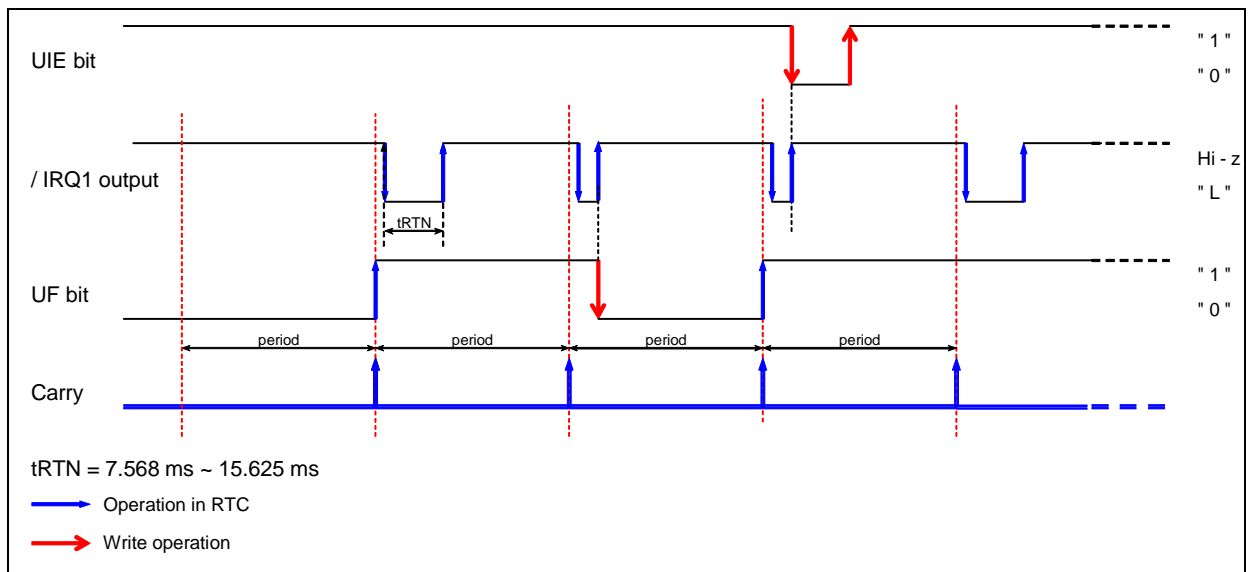 UIE bit
" 1 "
" 0 "
/ IRQ1 output
Hi - z
" L "
tRTN
UF bit
" 1 "
" 0 "
period
period
period
period
Carry
tRTN = 7.568 ms ~ 15.625 ms
Operation in RTC
Write operation